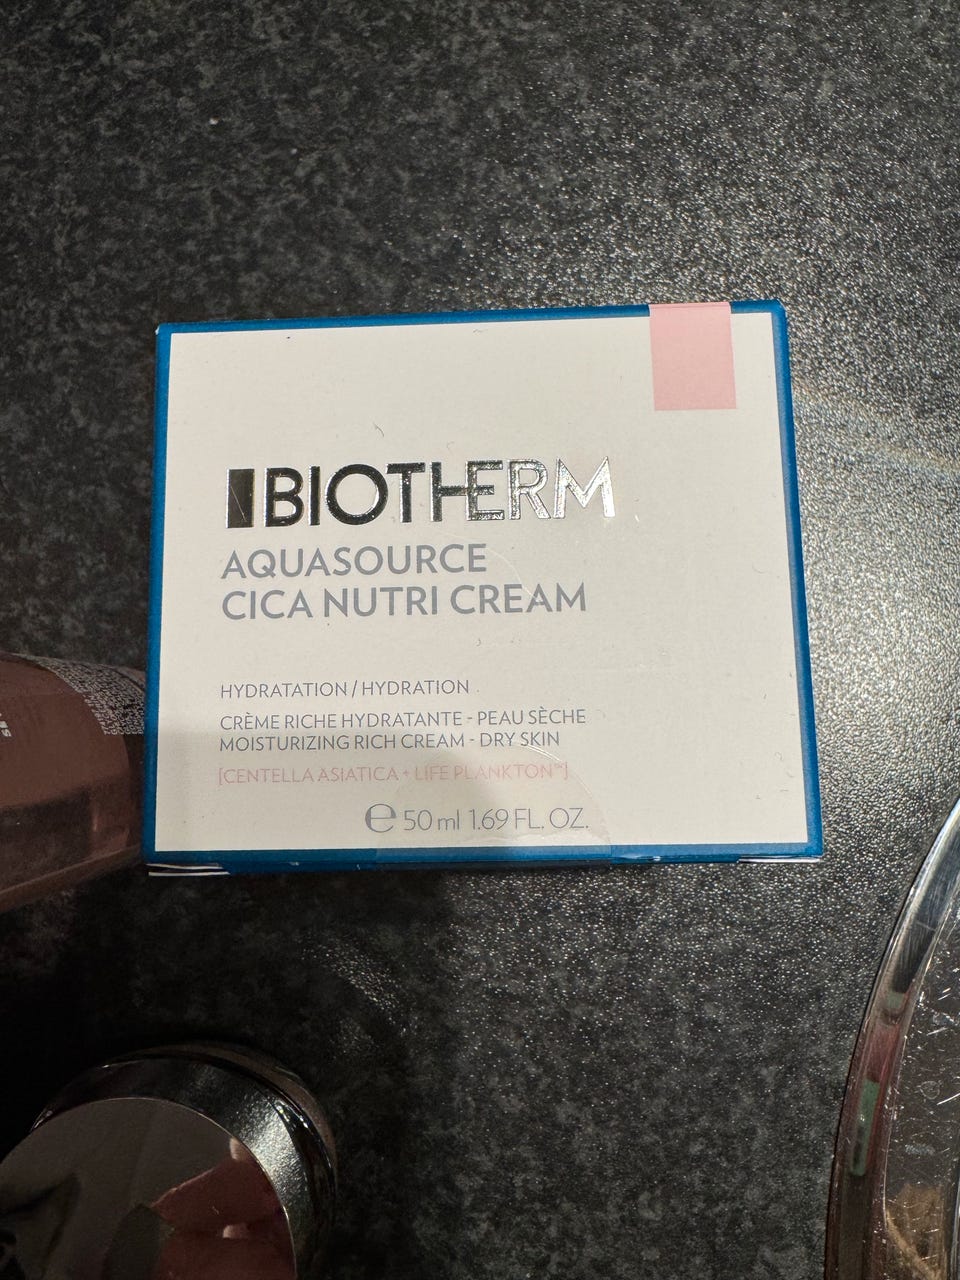 BIOTHERM
AQUASOURCE
CICA NUTRI CREAM
HYDRATATION / HYDRATION
CRÈME RICHE HYDRATANTE - PEAU SÈCHE
MOISTURIZING RICH CREAM - DRY SKIN
[CENTELLA ASIATICA + LIFE PLANKTON™]
℮ 50 ml 1.69 FL. OZ.